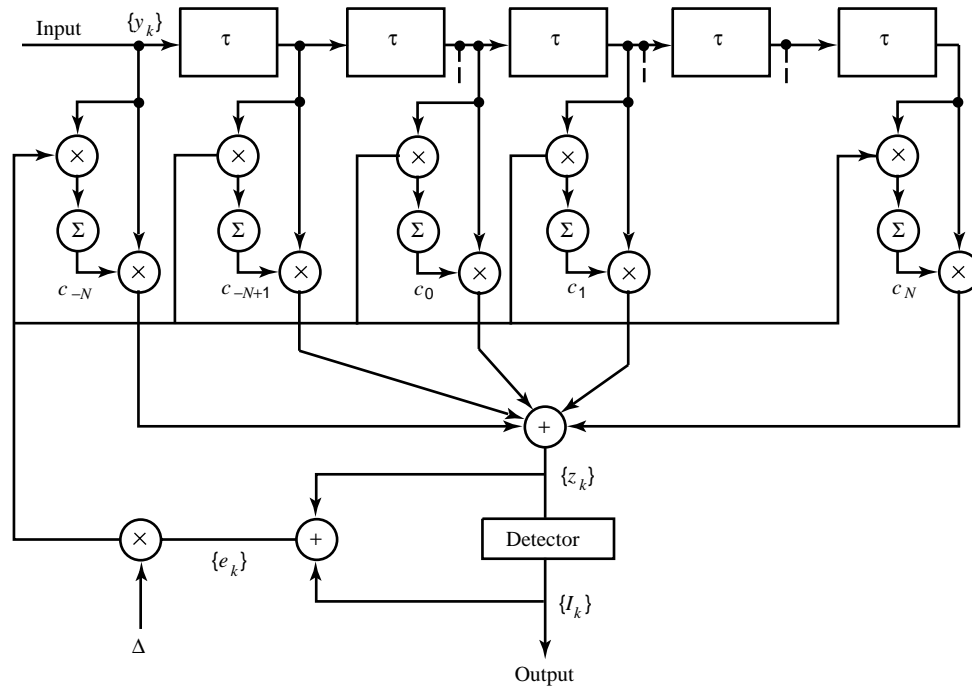 Input {y_k} τ τ τ τ τ
× × × × ×
Σ Σ Σ Σ Σ
× × × × ×
c_{-N} c_{-N+1} c_0 c_1 c_N
+
{z_k}
× {e_k} + Detector
{I_k}
Δ
Output